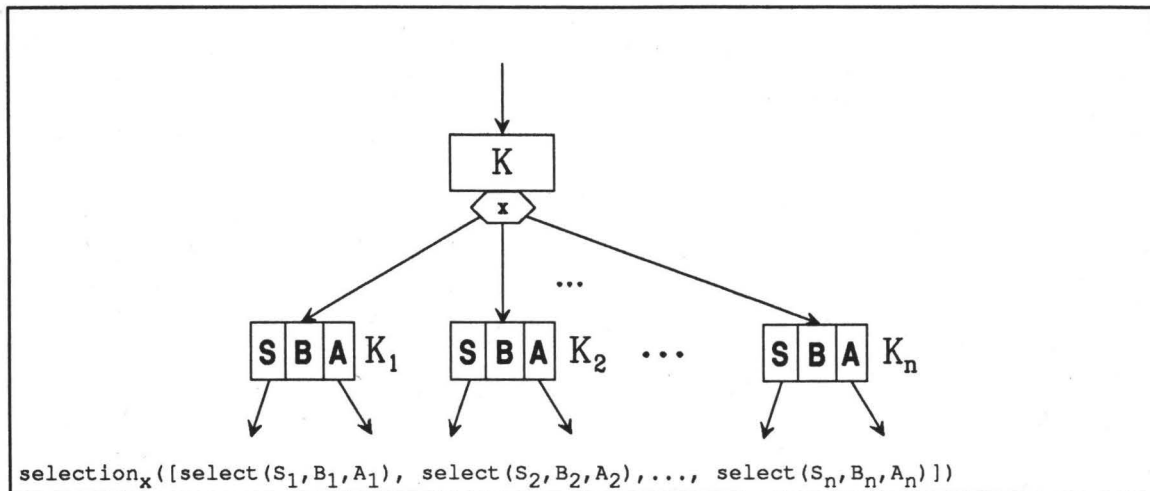 K
x
...
S B A K₁ S B A K₂ ... S B A Kₙ
selectionₓ([select(S₁,B₁,A₁), select(S₂,B₂,A₂),..., select(Sₙ,Bₙ,Aₙ)])